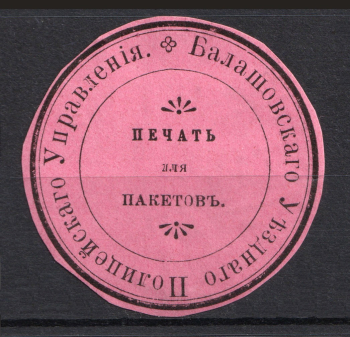 Балашовскаго Уѣзднаго Полицейскаго Управленія.
ПЕЧАТЬ
для
ПАКЕТОВЪ.